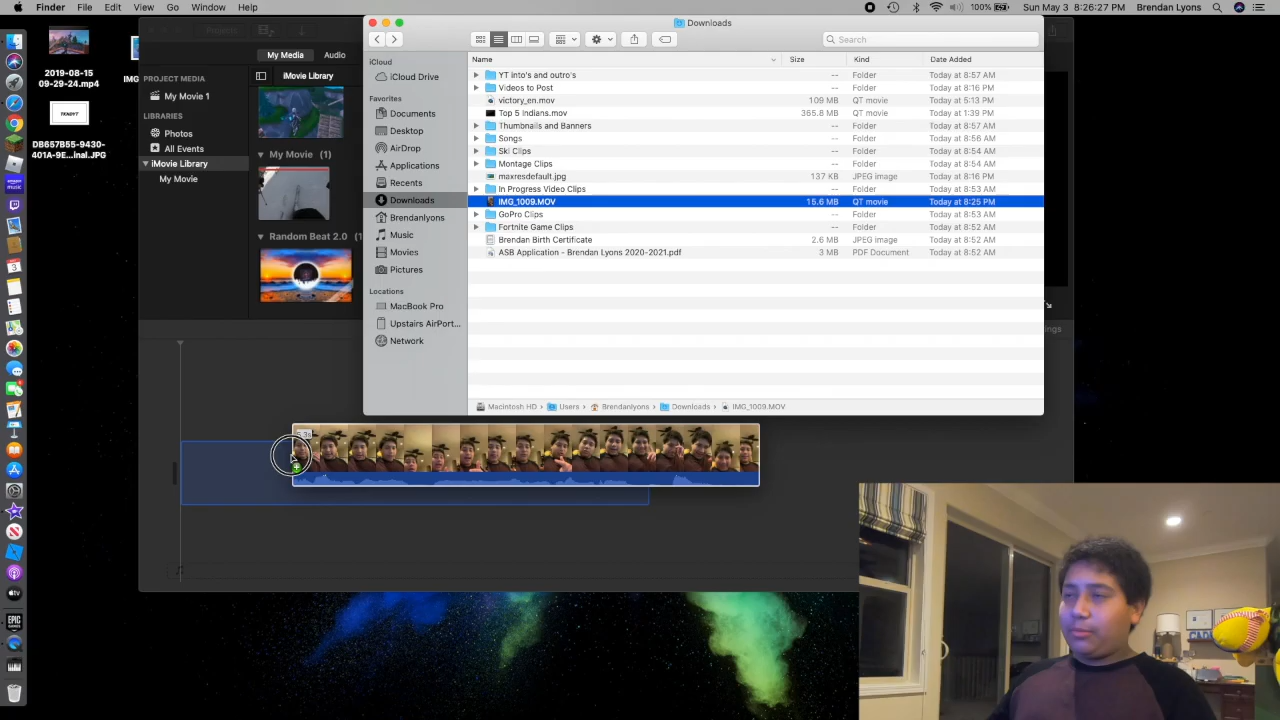 Finder File Edit View Go Window Help
100% Sun May 3 8:26:27 PM Brendan Lyons
2019-08-15
09-29-24.mp4
IMG
TKNDYT
DB657B55-9430-
401A-9E...inal.JPG
Projects
My Media Audio
PROJECT MEDIA
My Movie 1
LIBRARIES
Photos
All Events
iMovie Library
My Movie
iMovie Library
My Movie (1)
Random Beat 2.0 (1
Downloads
Search
iCloud
iCloud Drive
Favorites
Documents
Desktop
AirDrop
Applications
Recents
Downloads
Brendanlyons
Music
Movies
Pictures
Locations
MacBook Pro
Upstairs AirPort...
Network
Name Size Kind Date Added
YT into's and outro's -- Folder Today at 8:57 AM
Videos to Post -- Folder Today at 8:16 PM
victory_en.mov 109 MB QT movie Today at 5:13 PM
Top 5 Indians.mov 365.8 MB QT movie Today at 1:39 PM
Thumbnails and Banners -- Folder Today at 8:57 AM
Songs -- Folder Today at 8:56 AM
Ski Clips -- Folder Today at 8:55 AM
Montage Clips -- Folder Today at 8:54 AM
maxresdefault.jpg 137 KB JPEG image Today at 8:16 PM
In Progress Video Clips -- Folder Today at 8:53 AM
IMG_1009.MOV 15.6 MB QT movie Today at 8:25 PM
GoPro Clips -- Folder Today at 8:52 AM
Fortnite Game Clips -- Folder Today at 8:52 AM
Brendan Birth Certificate 2.6 MB JPEG image Today at 8:52 AM
ASB Application - Brendan Lyons 2020-2021.pdf 3 MB PDF Document Today at 8:52 AM
Macintosh HD › Users › Brendanlyons › Downloads › IMG_1009.MOV
ngs
EPIC
GAMES
music
tv